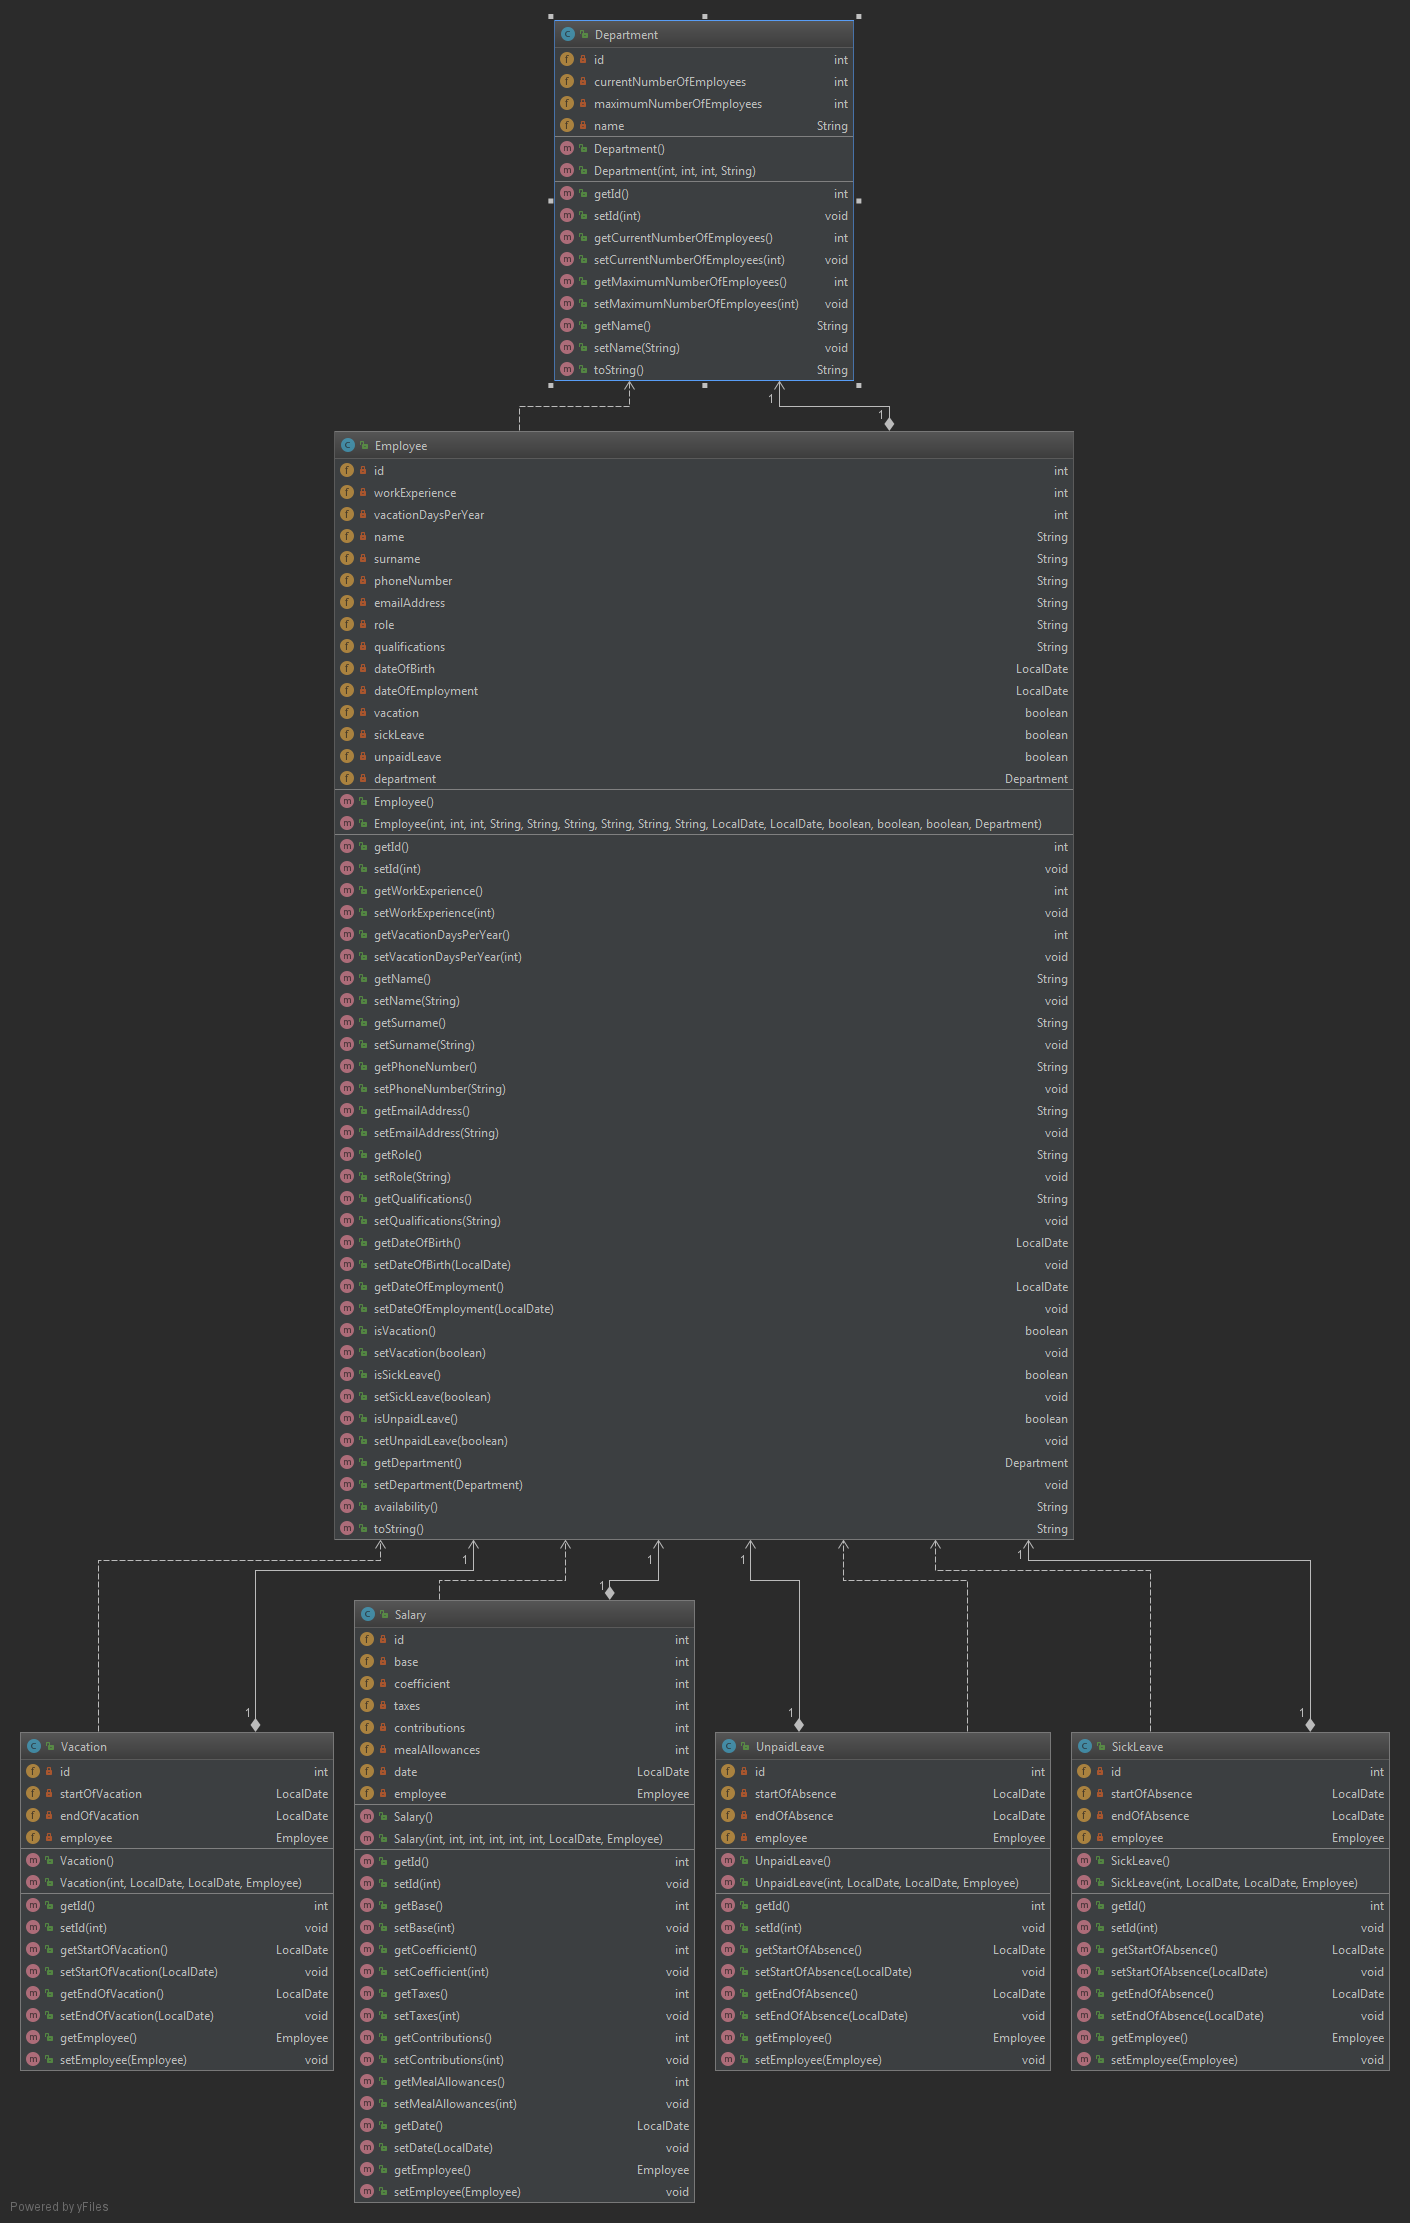 Department
id int
currentNumberOfEmployees int
maximumNumberOfEmployees int
name String
Department()
Department(int, int, int, String)
getId() int
setId(int) void
getCurrentNumberOfEmployees() int
setCurrentNumberOfEmployees(int) void
getMaximumNumberOfEmployees() int
setMaximumNumberOfEmployees(int) void
getName() String
setName(String) void
toString() String
1
1
Employee
id int
workExperience int
vacationDaysPerYear int
name String
surname String
phoneNumber String
emailAddress String
role String
qualifications String
dateOfBirth LocalDate
dateOfEmployment LocalDate
vacation boolean
sickLeave boolean
unpaidLeave boolean
department Department
Employee()
Employee(int, int, int, String, String, String, String, String, String, LocalDate, LocalDate, boolean, boolean, boolean, Department)
getId() int
setId(int) void
getWorkExperience() int
setWorkExperience(int) void
getVacationDaysPerYear() int
setVacationDaysPerYear(int) void
getName() String
setName(String) void
getSurname() String
setSurname(String) void
getPhoneNumber() String
setPhoneNumber(String) void
getEmailAddress() String
setEmailAddress(String) void
getRole() String
setRole(String) void
getQualifications() String
setQualifications(String) void
getDateOfBirth() LocalDate
setDateOfBirth(LocalDate) void
getDateOfEmployment() LocalDate
setDateOfEmployment(LocalDate) void
isVacation() boolean
setVacation(boolean) void
isSickLeave() boolean
setSickLeave(boolean) void
isUnpaidLeave() boolean
setUnpaidLeave(boolean) void
getDepartment() Department
setDepartment(Department) void
availability() String
toString() String
1 1 1 1
1
1 1 1
Vacation
id int
startOfVacation LocalDate
endOfVacation LocalDate
employee Employee
Vacation()
Vacation(int, LocalDate, LocalDate, Employee)
getId() int
setId(int) void
getStartOfVacation() LocalDate
setStartOfVacation(LocalDate) void
getEndOfVacation() LocalDate
setEndOfVacation(LocalDate) void
getEmployee() Employee
setEmployee(Employee) void
Salary
id int
base int
coefficient int
taxes int
contributions int
mealAllowances int
date LocalDate
employee Employee
Salary()
Salary(int, int, int, int, int, int, LocalDate, Employee)
getId() int
setId(int) void
getBase() int
setBase(int) void
getCoefficient() int
setCoefficient(int) void
getTaxes() int
setTaxes(int) void
getContributions() int
setContributions(int) void
getMealAllowances() int
setMealAllowances(int) void
getDate() LocalDate
setDate(LocalDate) void
getEmployee() Employee
setEmployee(Employee) void
UnpaidLeave
id int
startOfAbsence LocalDate
endOfAbsence LocalDate
employee Employee
UnpaidLeave()
UnpaidLeave(int, LocalDate, LocalDate, Employee)
getId() int
setId(int) void
getStartOfAbsence() LocalDate
setStartOfAbsence(LocalDate) void
getEndOfAbsence() LocalDate
setEndOfAbsence(LocalDate) void
getEmployee() Employee
setEmployee(Employee) void
SickLeave
id int
startOfAbsence LocalDate
endOfAbsence LocalDate
employee Employee
SickLeave()
SickLeave(int, LocalDate, LocalDate, Employee)
getId() int
setId(int) void
getStartOfAbsence() LocalDate
setStartOfAbsence(LocalDate) void
getEndOfAbsence() LocalDate
setEndOfAbsence(LocalDate) void
getEmployee() Employee
setEmployee(Employee) void
Powered by yFiles